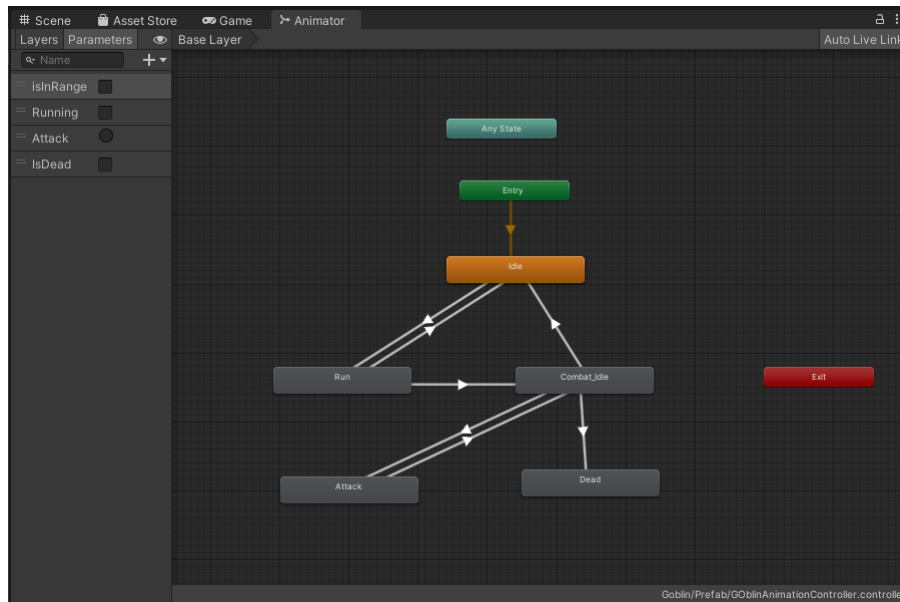 Scene Asset Store Game Animator
Layers Parameters Base Layer Auto Live Link
Name
isInRange
Running
Attack
IsDead
Any State
Entry
Idle
Run Combat_Idle Exit
Attack Dead
Goblin/Prefab/GOblinAnimationController.controlle